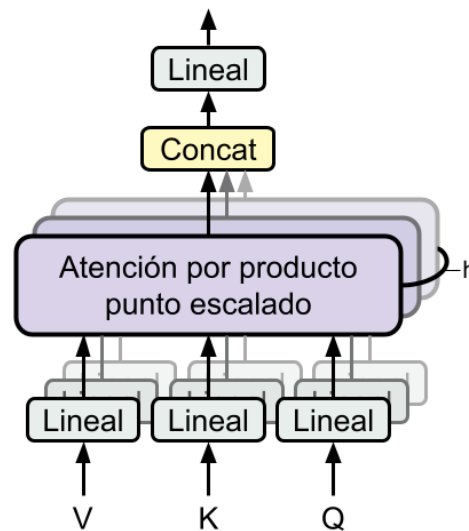 Lineal
Concat
Atención por producto
punto escalado
h
Lineal Lineal Lineal
V K Q